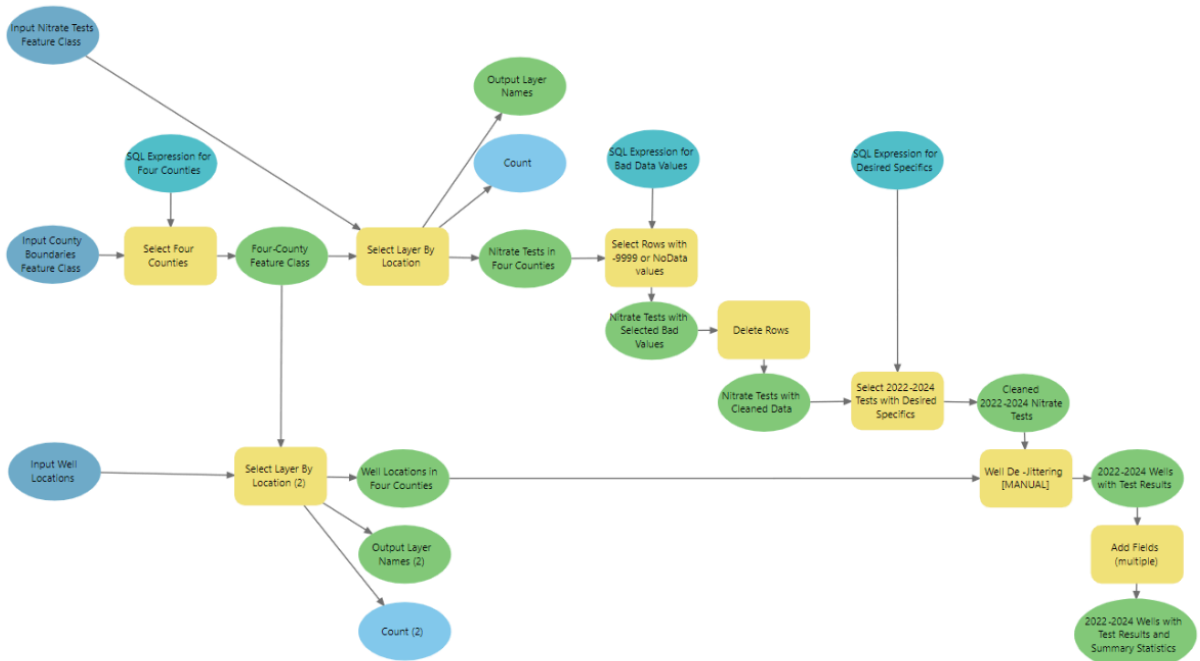 Input Nitrate Tests
Feature Class
Output Layer
Names
SQL Expression for
Four Counties
Count
SQL Expression for
Bad Data Values
SQL Expression for
Desired Specifics
Input County
Boundaries
Feature Class
Select Four
Counties
Four-County
Feature Class
Select Layer By
Location
Nitrate Tests in
Four Counties
Select Rows with
-9999 or NoData
values
Nitrate Tests with
Selected Bad
Values
Delete Rows
Nitrate Tests with
Cleaned Data
Select 2022-2024
Tests with Desired
Specifics
Cleaned
2022-2024 Nitrate
Tests
Input Well
Locations
Select Layer By
Location (2)
Well Locations in
Four Counties
Well De -Jittering
[MANUAL]
2022-2024 Wells
with Test Results
Output Layer
Names (2)
Add Fields
(multiple)
Count (2)
2022-2024 Wells with
Test Results and
Summary Statistics